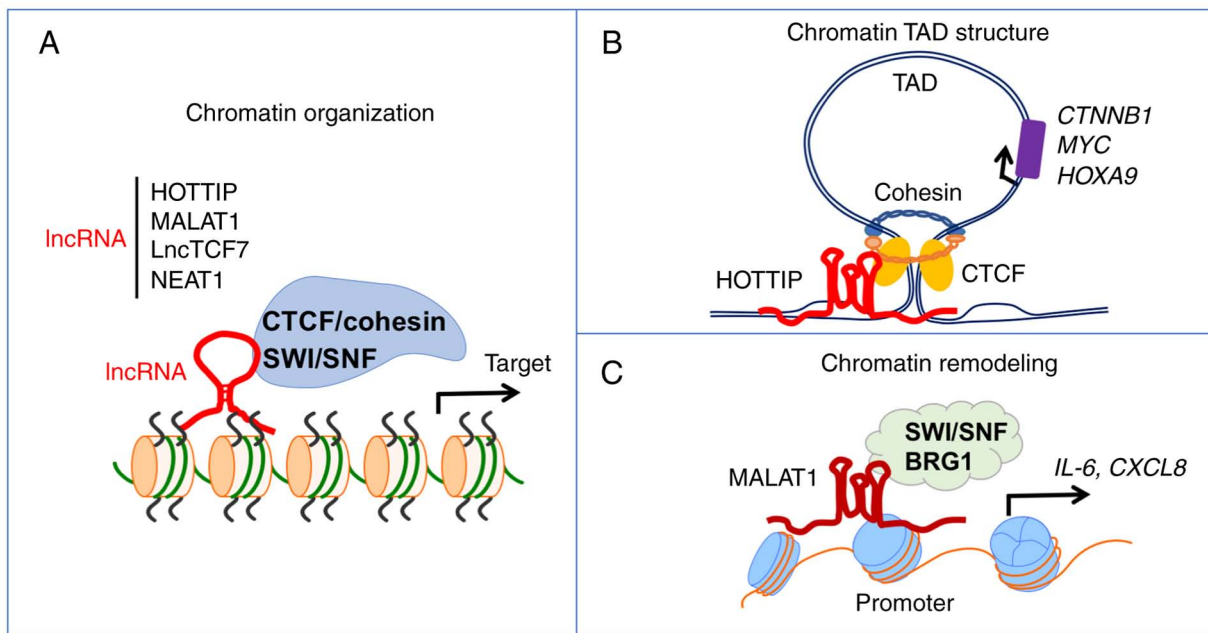 A
Chromatin organization
lncRNA
HOTTIP
MALAT1
LncTCF7
NEAT1
CTCF/cohesin
SWI/SNF
lncRNA
Target
B
Chromatin TAD structure
TAD
CTNNB1
MYC
HOXA9
Cohesin
HOTTIP
CTCF
C
Chromatin remodeling
SWI/SNF
BRG1
MALAT1
IL-6, CXCL8
Promoter